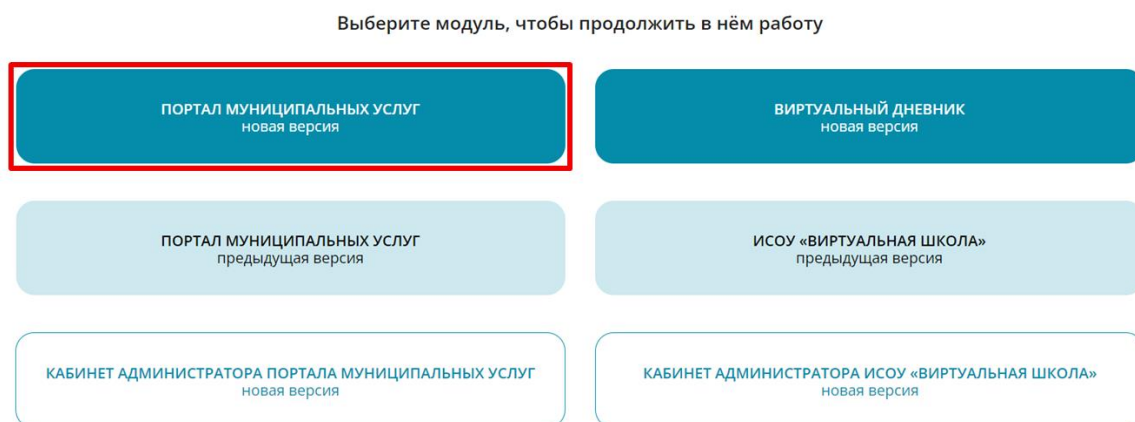 Выберите модуль, чтобы продолжить в нём работу
ПОРТАЛ МУНИЦИПАЛЬНЫХ УСЛУГ
новая версия
ВИРТУАЛЬНЫЙ ДНЕВНИК
новая версия
ПОРТАЛ МУНИЦИПАЛЬНЫХ УСЛУГ
предыдущая версия
ИСОУ «ВИРТУАЛЬНАЯ ШКОЛА»
предыдущая версия
КАБИНЕТ АДМИНИСТРАТОРА ПОРТАЛА МУНИЦИПАЛЬНЫХ УСЛУГ
новая версия
КАБИНЕТ АДМИНИСТРАТОРА ИСОУ «ВИРТУАЛЬНАЯ ШКОЛА»
новая версия